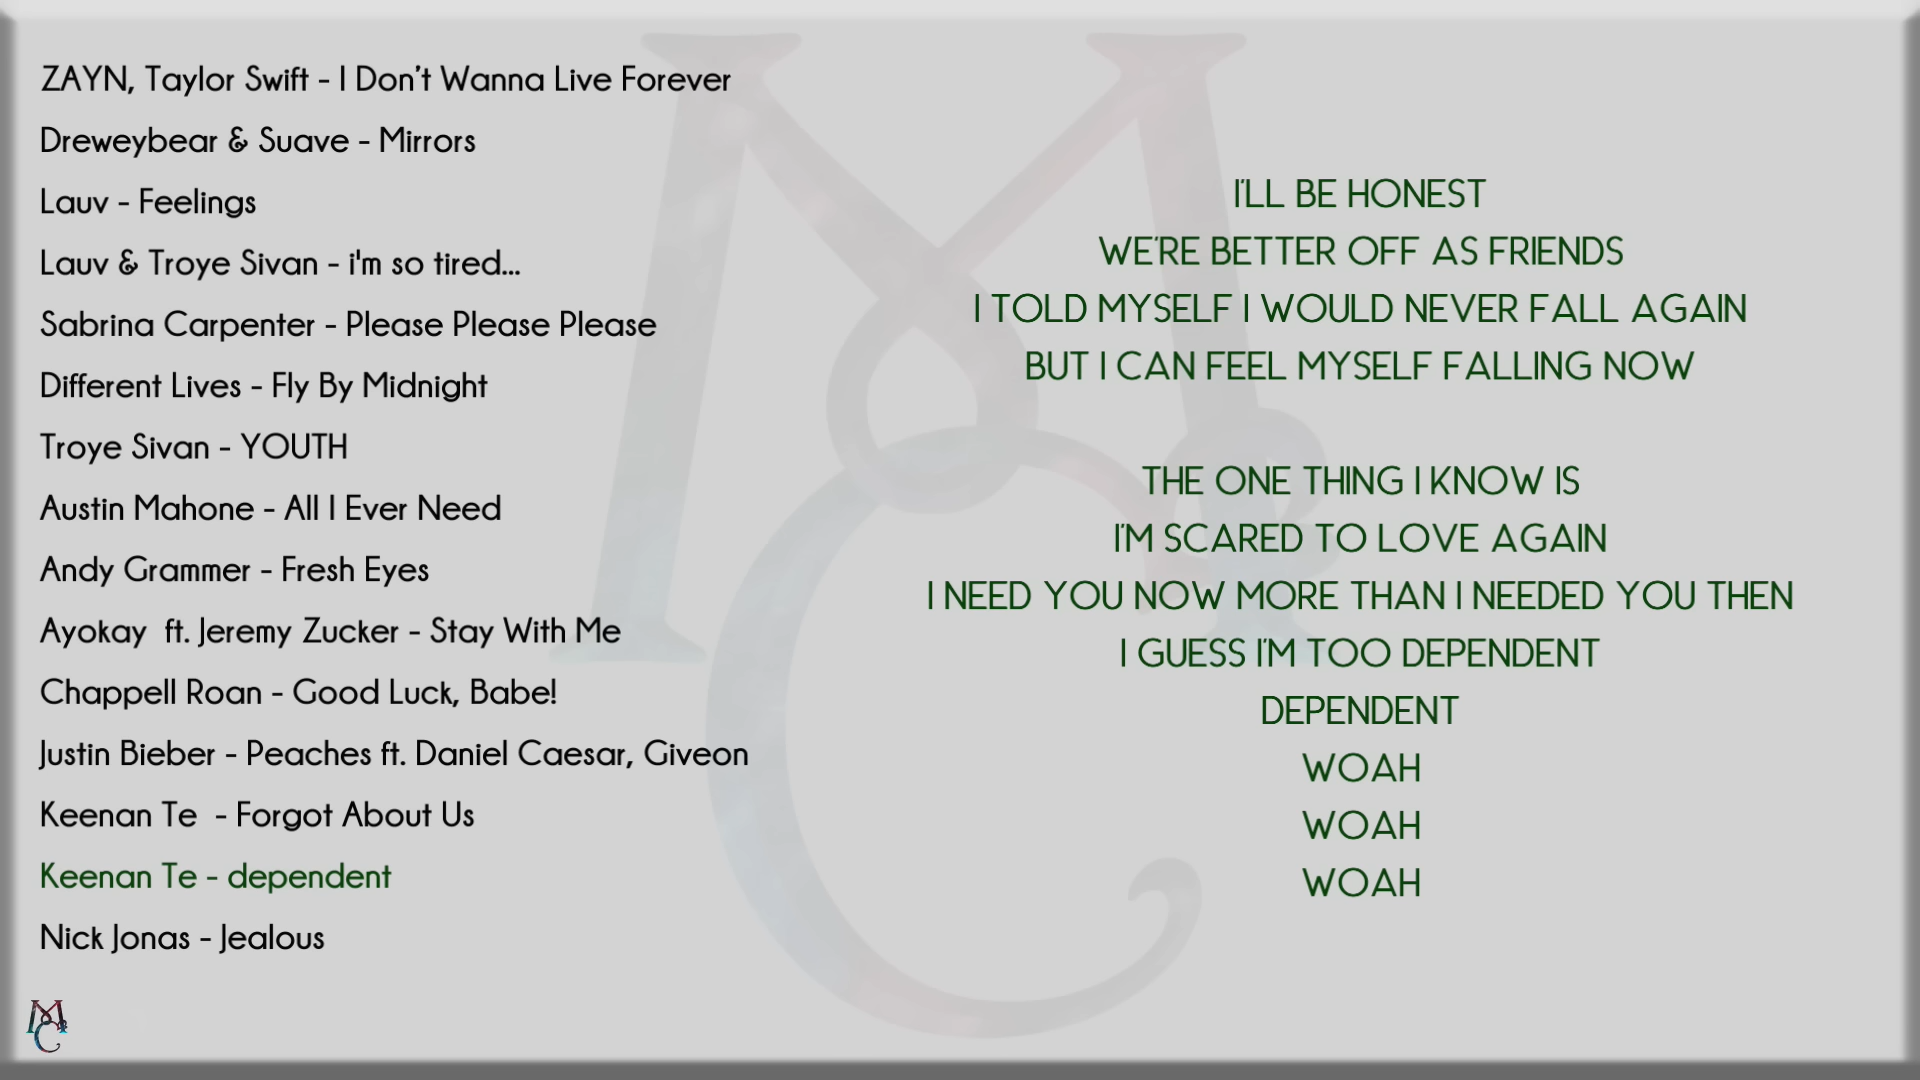 ZAYN, Taylor Swift - I Don't Wanna Live Forever
Dreweybear & Suave - Mirrors
Lauv - Feelings
Lauv & Troye Sivan - i'm so tired...
Sabrina Carpenter - Please Please Please
Different Lives - Fly By Midnight
Troye Sivan - YOUTH
Austin Mahone - All I Ever Need
Andy Grammer - Fresh Eyes
Ayokay  ft. Jeremy Zucker - Stay With Me
Chappell Roan - Good Luck, Babe!
Justin Bieber - Peaches ft. Daniel Caesar, Giveon
Keenan Te  - Forgot About Us
Keenan Te - dependent
Nick Jonas - Jealous
I'LL BE HONEST
WE'RE BETTER OFF AS FRIENDS
I TOLD MYSELF I WOULD NEVER FALL AGAIN
BUT I CAN FEEL MYSELF FALLING NOW
THE ONE THING I KNOW IS
I'M SCARED TO LOVE AGAIN
I NEED YOU NOW MORE THAN I NEEDED YOU THEN
I GUESS I'M TOO DEPENDENT
DEPENDENT
WOAH
WOAH
WOAH
MC